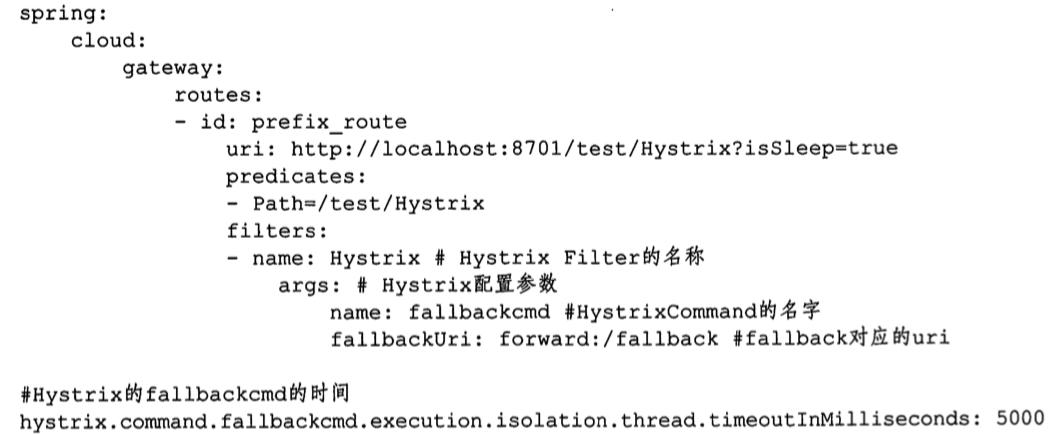 spring:
    cloud:
        gateway:
            routes:
            - id: prefix_route
                uri: http://localhost:8701/test/Hystrix?isSleep=true
                predicates:
                - Path=/test/Hystrix
                filters:
                - name: Hystrix # Hystrix Filter的名称
                    args: # Hystrix配置参数
                        name: fallbackcmd #HystrixCommand的名字
                        fallbackUri: forward:/fallback #fallback对应的uri

#Hystrix的fallbackcmd的时间
hystrix.command.fallbackcmd.execution.isolation.thread.timeoutInMilliseconds: 5000